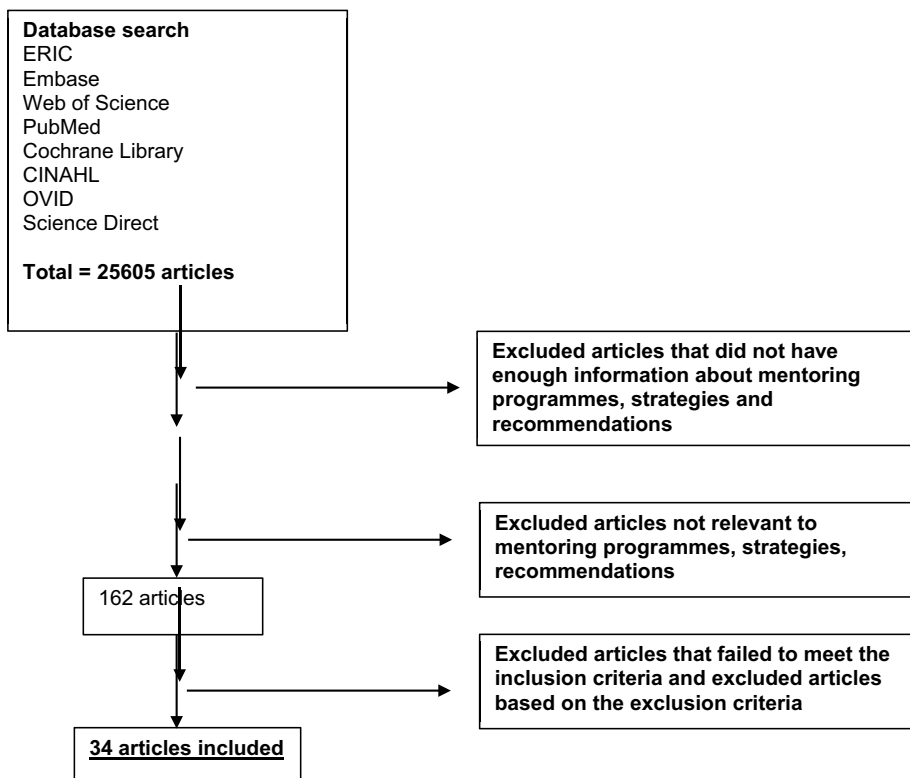 Database search
ERIC
Embase
Web of Science
PubMed
Cochrane Library
CINAHL
OVID
Science Direct
Total = 25605 articles
Excluded articles that did not have
enough information about mentoring
programmes, strategies and
recommendations
Excluded articles not relevant to
mentoring programmes, strategies,
recommendations
162 articles
Excluded articles that failed to meet the
inclusion criteria and excluded articles
based on the exclusion criteria
34 articles included